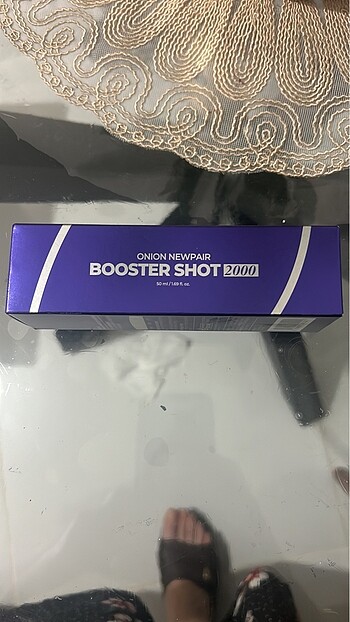 ONION NEWPAIR
BOOSTER SHOT 2000
50 ml / 1.69 fl. oz.